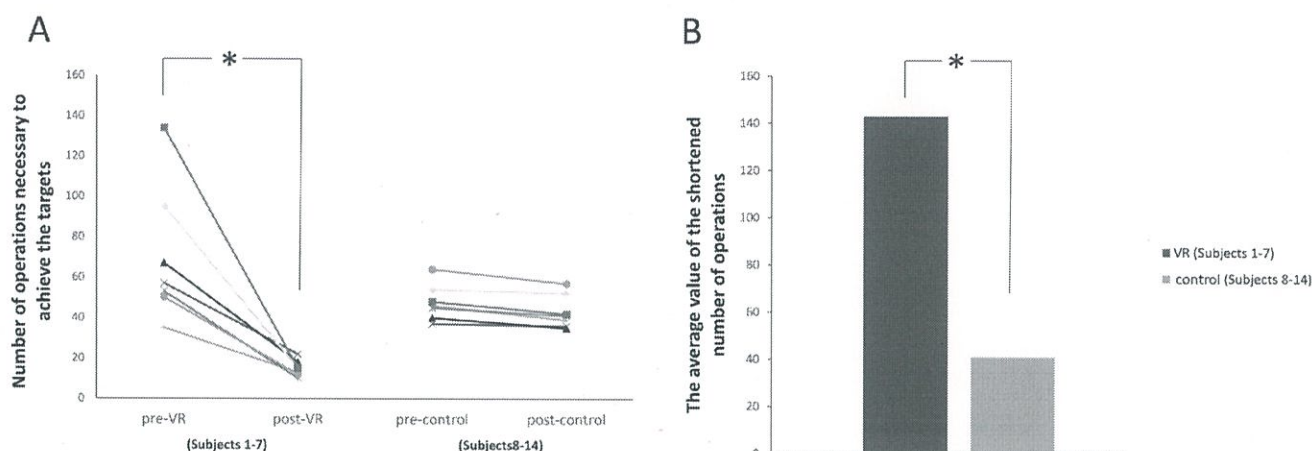 A
*
Number of operations necessary to
achieve the targets
160
140
120
100
80
60
40
20
0
pre-VR
post-VR
pre-control
post-control
(Subjects 1-7)
(Subjects8-14)
B
*
The average value of the shortened
number of operations
160
140
120
100
80
60
40
20
0
VR (Subjects 1-7)
control (Subjects 8-14)